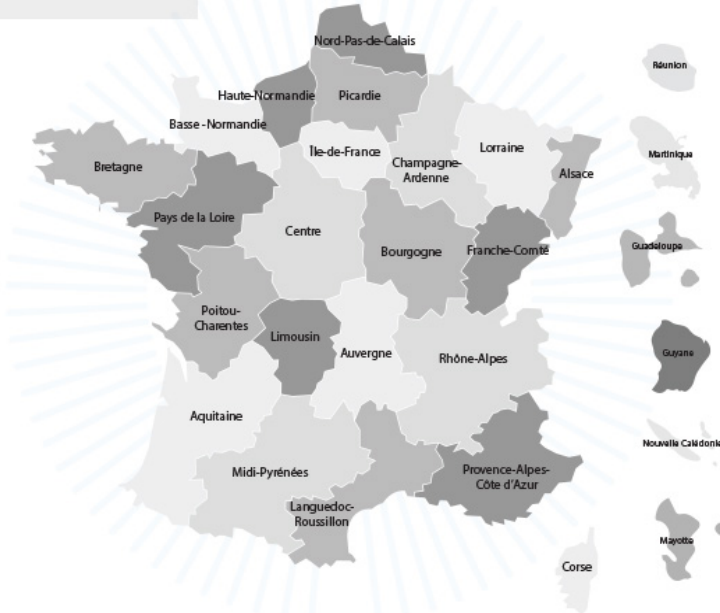 Nord-Pas-de-Calais
Réunion
Haute-Normandie
Picardie
Basse-Normandie
Île-de-France
Lorraine
Martinique
Champagne-
Ardenne
Bretagne
Alsace
Pays de la Loire
Centre
Bourgogne
Franche-Comté
Guadeloupe
Poitou-
Charentes
Limousin
Auvergne
Rhône-Alpes
Guyane
Aquitaine
Nouvelle Calédonie
Midi-Pyrénées
Provence-Alpes-
Côte d'Azur
Languedoc-
Roussillon
Mayotte
Corse